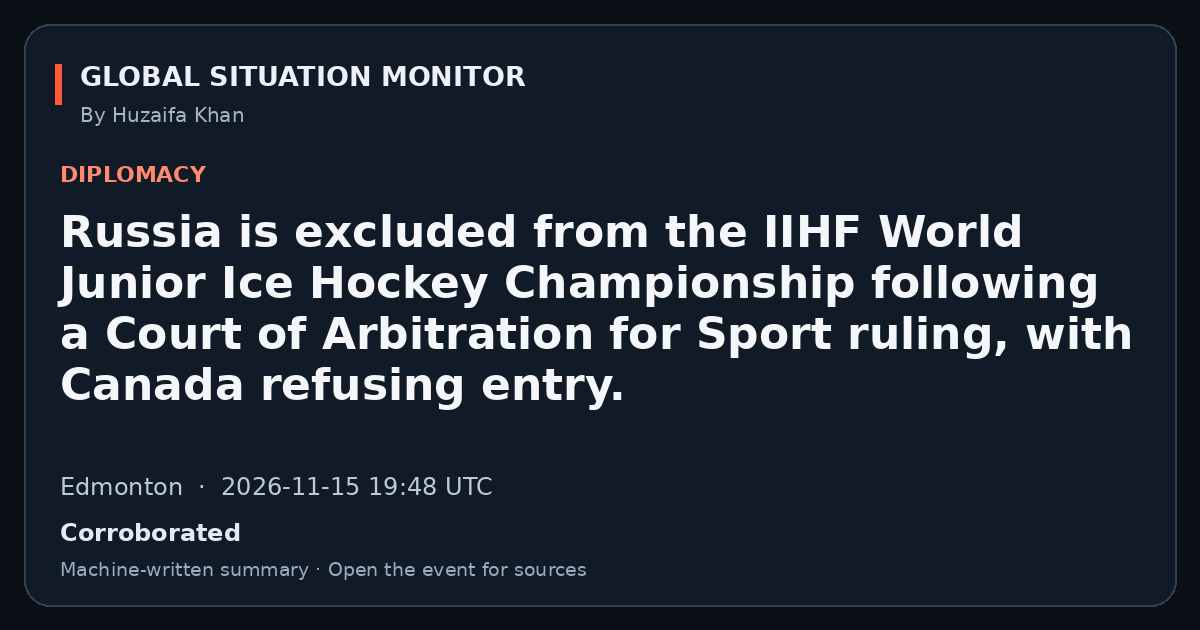 GLOBAL SITUATION MONITOR
By Huzaifa Khan
DIPLOMACY
Russia is excluded from the IIHF World
Junior Ice Hockey Championship following
a Court of Arbitration for Sport ruling, with
Canada refusing entry.
Edmonton · 2026-11-15 19:48 UTC
Corroborated
Machine-written summary · Open the event for sources